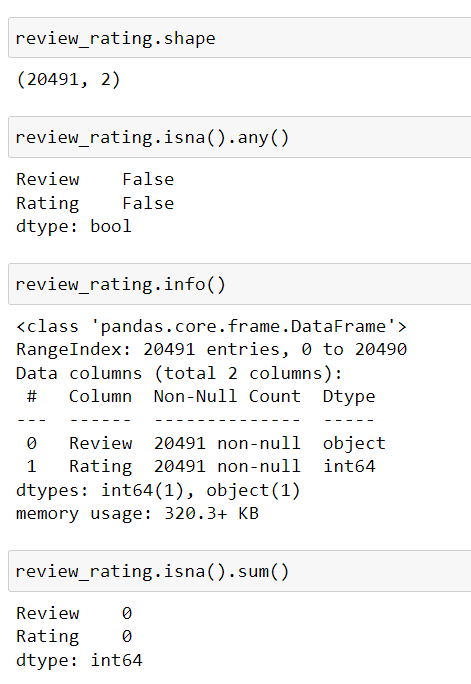 review_rating.shape
(20491, 2)
review_rating.isna().any()
Review    False
Rating    False
dtype: bool
review_rating.info()
<class 'pandas.core.frame.DataFrame'>
RangeIndex: 20491 entries, 0 to 20490
Data columns (total 2 columns):
 #   Column  Non-Null Count  Dtype
---  ------  --------------  -----
 0   Review  20491 non-null  object
 1   Rating  20491 non-null  int64
dtypes: int64(1), object(1)
memory usage: 320.3+ KB
review_rating.isna().sum()
Review    0
Rating    0
dtype: int64